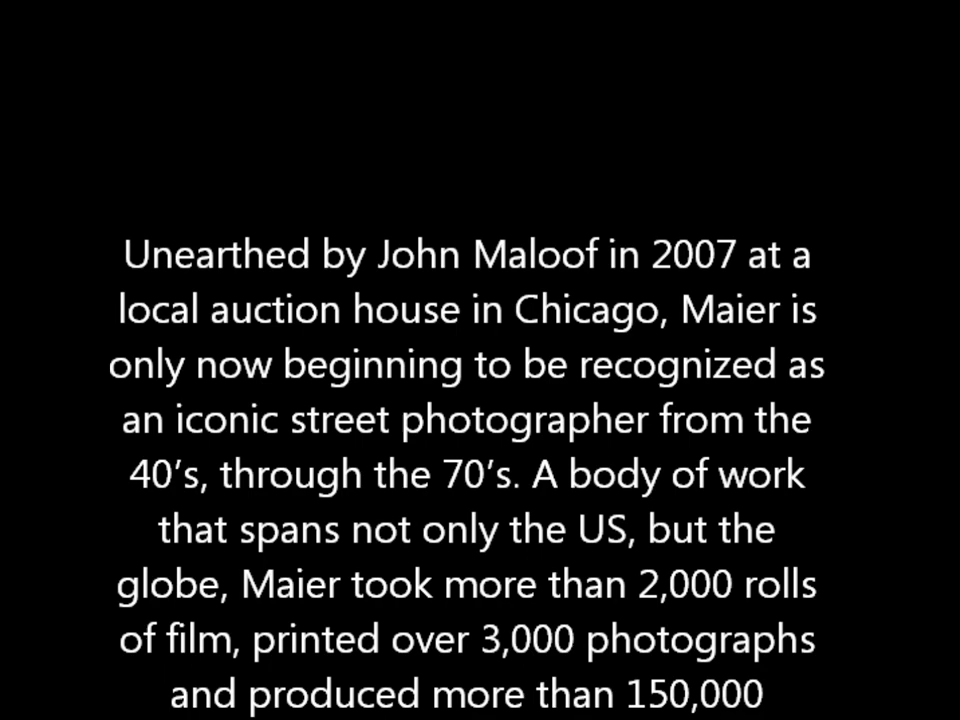 Unearthed by John Maloof in 2007 at a
local auction house in Chicago, Maier is
only now beginning to be recognized as
an iconic street photographer from the
40’s, through the 70’s. A body of work
that spans not only the US, but the
globe, Maier took more than 2,000 rolls
of film, printed over 3,000 photographs
and produced more than 150,000